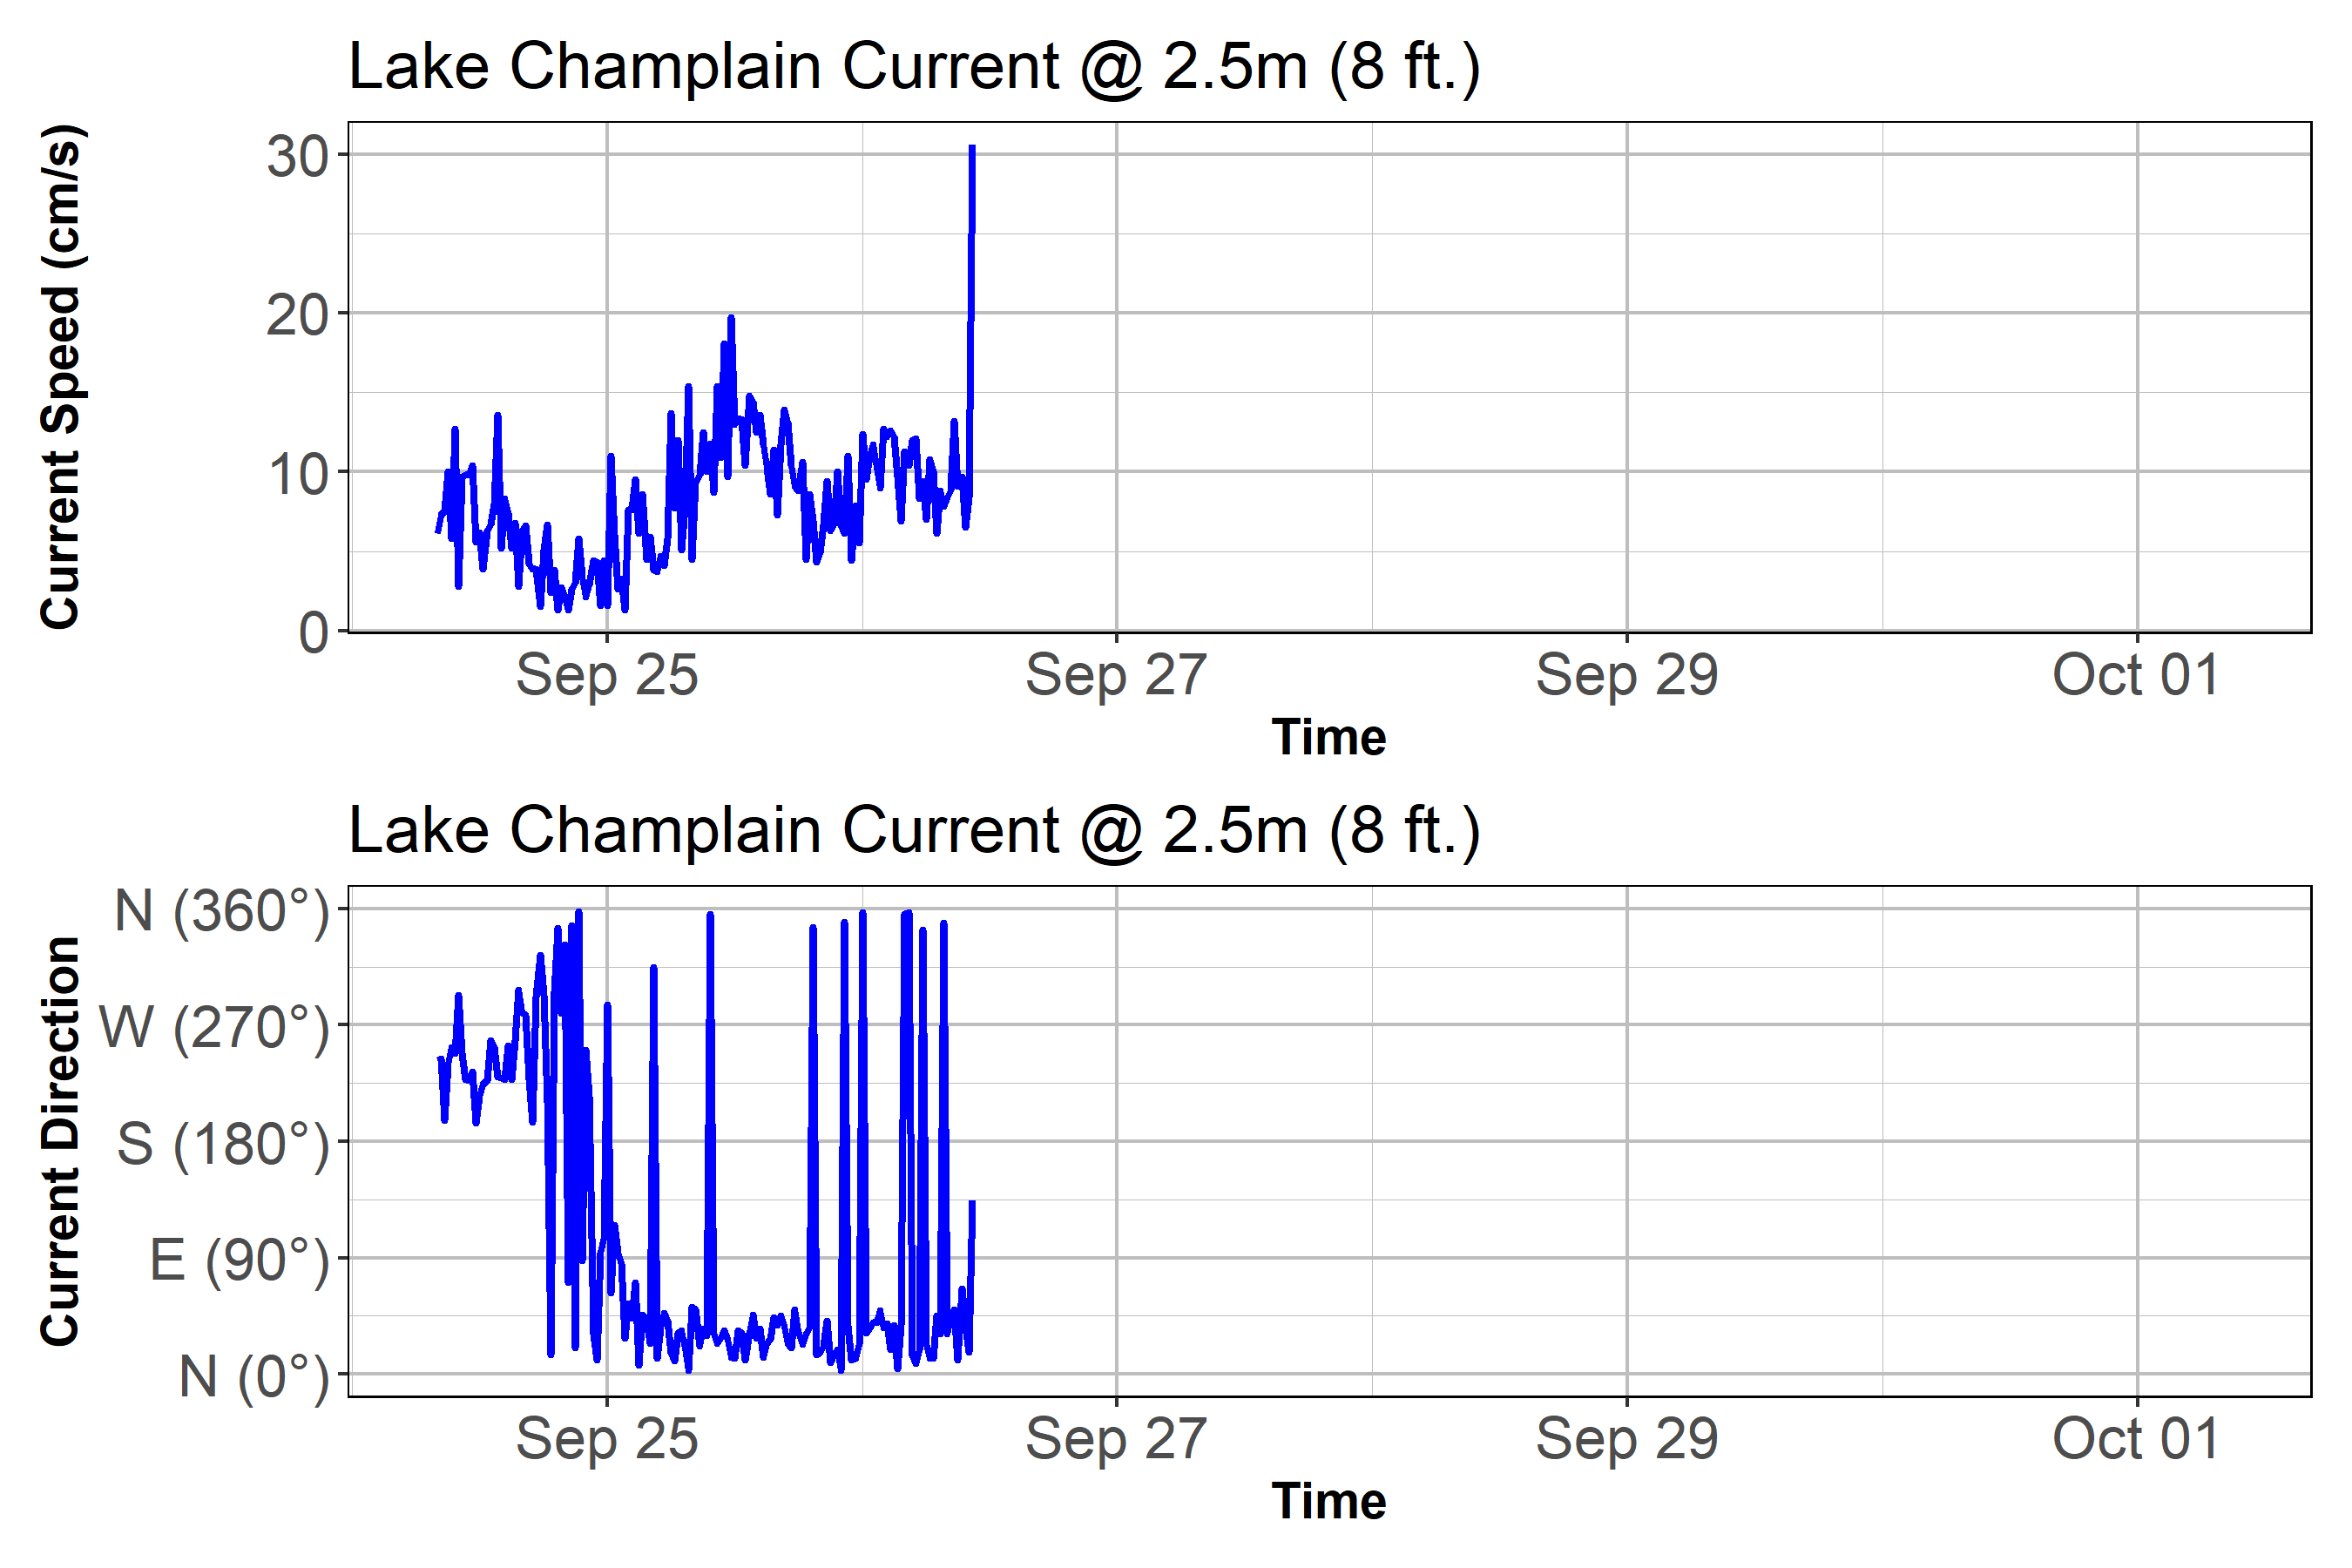 Lake Champlain Current @ 2.5m (8 ft.)
Current Speed (cm/s)
30
20
10
0
Sep 25 Sep 27 Sep 29 Oct 01
Time
Lake Champlain Current @ 2.5m (8 ft.)
Current Direction
N (360°)
W (270°)
S (180°)
E (90°)
N (0°)
Sep 25 Sep 27 Sep 29 Oct 01
Time